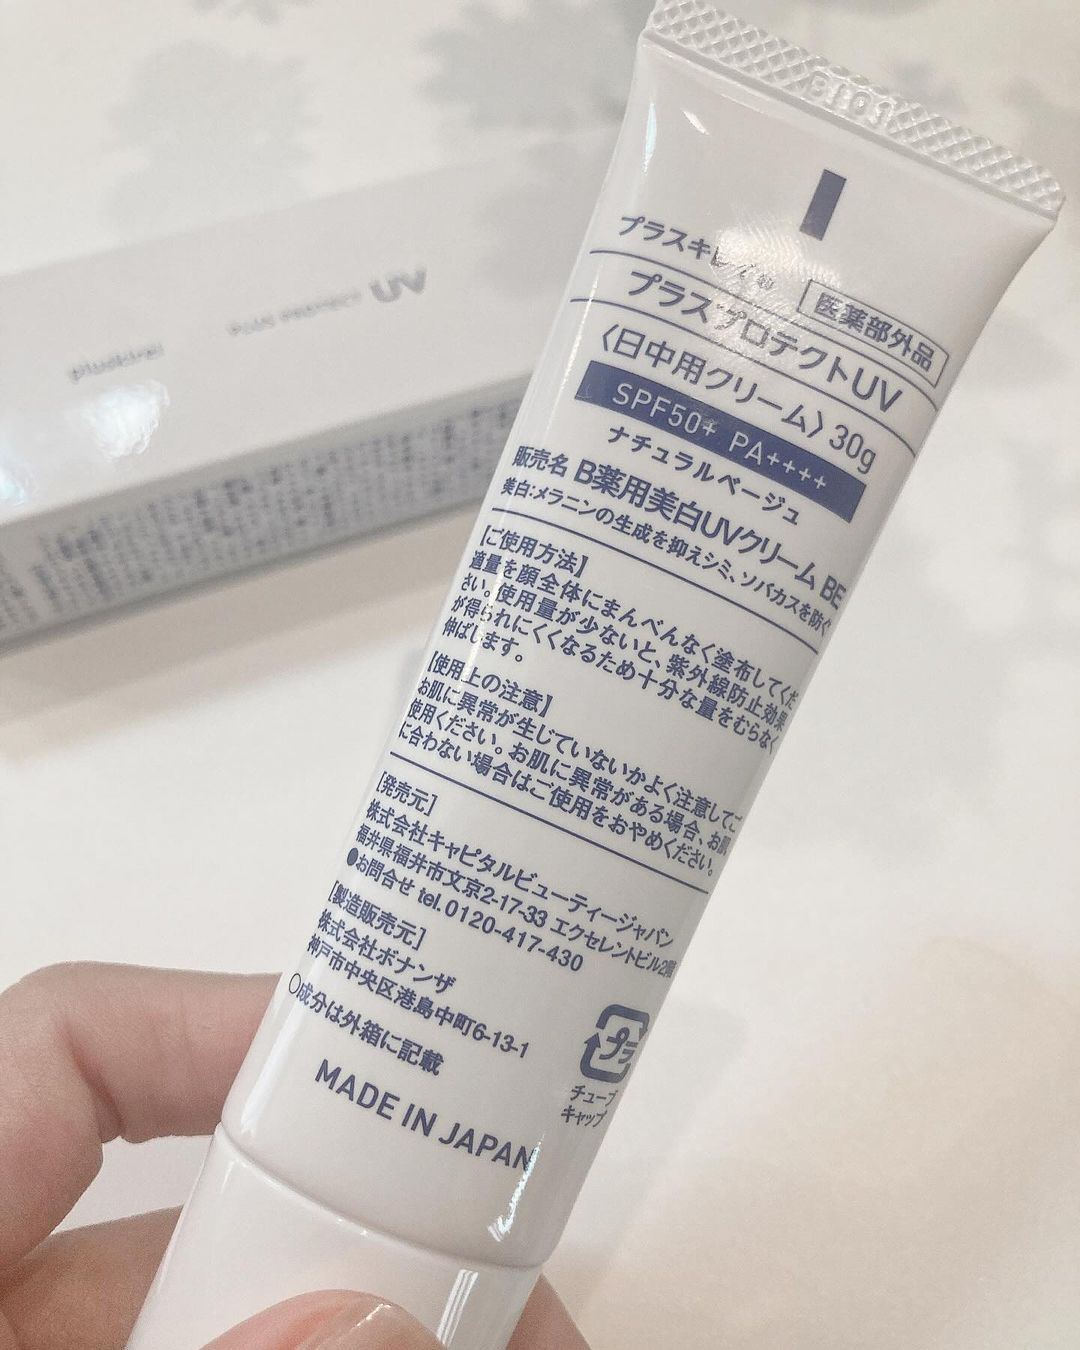 B101
プラスキレイ®
医薬部外品
プラスプロテクトUV
〈日中用クリーム〉30g
SPF50+ PA++++
ナチュラルベージュ
販売名 B薬用美白UVクリーム BE
美白:メラニンの生成を抑えシミ、ソバカスを防ぐ
【ご使用方法】
適量を顔全体にまんべんなく塗布してくだ
さい。使用量が少ないと、紫外線防止効果
が得られにくくなるため十分な量をむらなく
伸ばします。
【使用上の注意】
お肌に異常が生じていないかよく注意してご
使用ください。お肌に異常がある場合、お肌
に合わない場合はご使用をおやめください。
[発売元]
株式会社キャピタルビューティージャパン
福井県福井市文京2-17-33 エクセレントビル2階
●お問合せ tel.0120-417-430
[製造販売元]
株式会社ボナンザ
神戸市中央区港島中町6-13-1
○成分は外箱に記載
MADE IN JAPAN
プラ
チューブ
キャップ
pluskirei
PLUS PROTECT UV